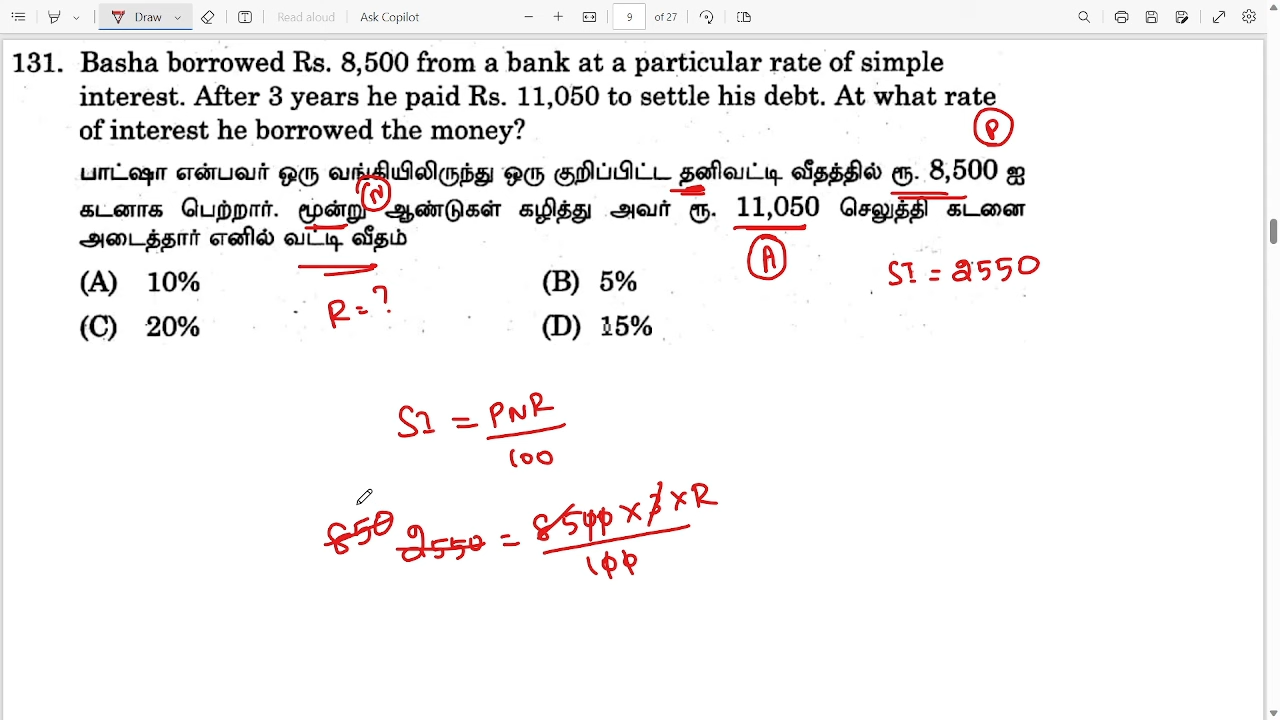 Draw
Read aloud
Ask Copilot
9
of 27
131. Basha borrowed Rs. 8,500 from a bank at a particular rate of simple
interest. After 3 years he paid Rs. 11,050 to settle his debt. At what rate
of interest he borrowed the money?
P
பாட்ஷா என்பவர் ஒரு வங்கியிலிருந்து ஒரு குறிப்பிட்ட தனிவட்டி வீதத்தில் ரூ. 8,500 ஐ
N
கடனாக பெற்றார். மூன்று ஆண்டுகள் கழித்து அவர் ரூ. 11,050 செலுத்தி கடனை
அடைத்தார் எனில் வட்டி வீதம்
A
SI = 2550
(A) 10% (B) 5%
R = ?
(C) 20% (D) 15%
SI = PNR
100
850 2550 = 8500 × 3 × R
100